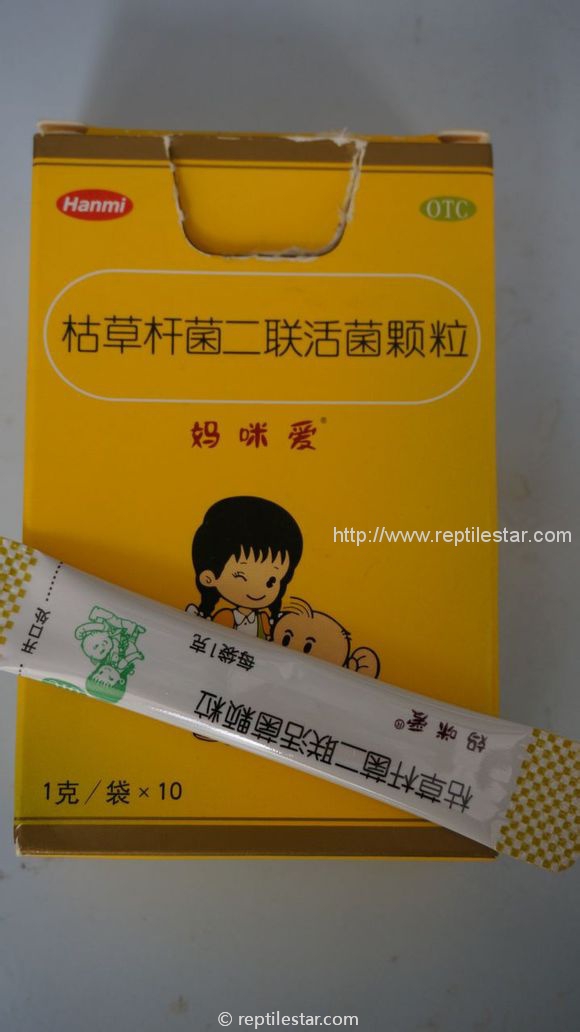 Hanmi
OTC
枯草杆菌二联活菌颗粒
妈咪爱®
http://www.reptilestar.com
开口处
每袋1克
妈咪爱®
枯草杆菌二联活菌颗粒
1克／袋×10
© reptilestar.com